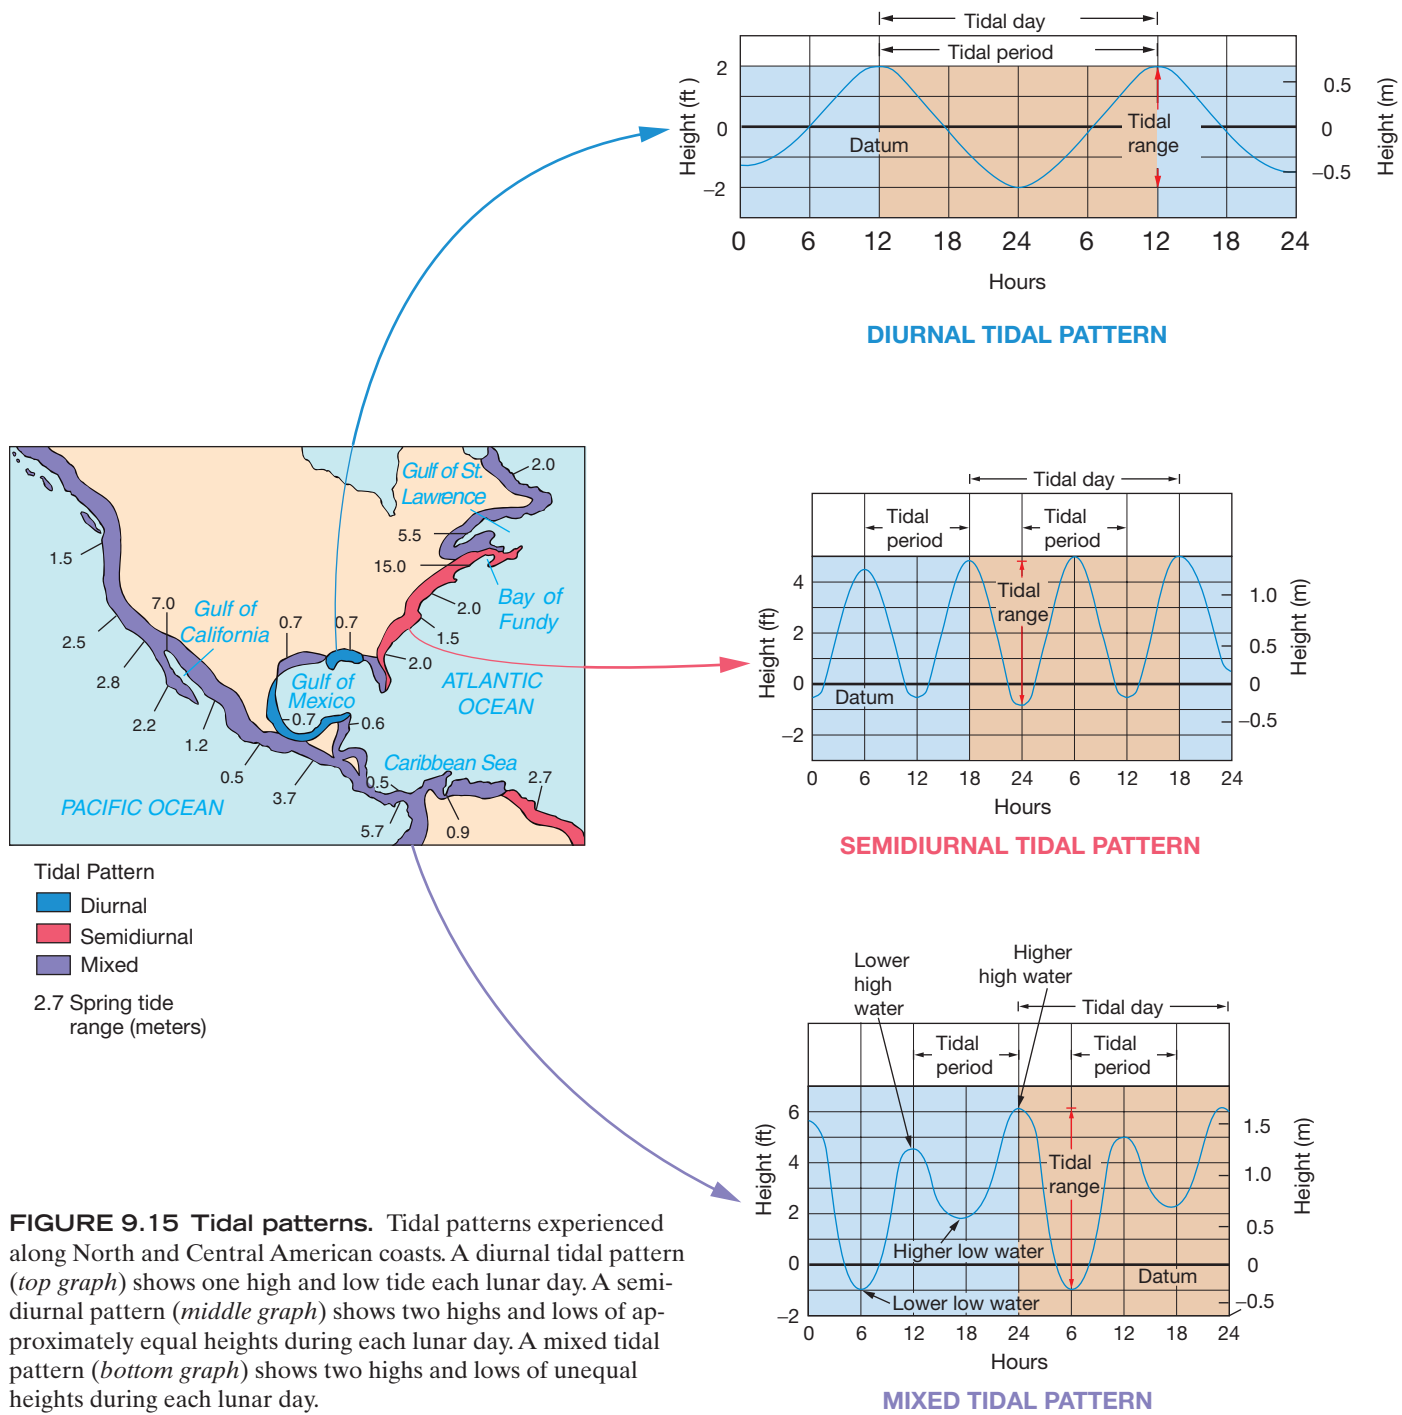 Tidal day
Tidal period
Height (ft )
2
0
−2
Datum
Tidal
range
0.5
0
−0.5
Height (m)
0 6 12 18 24 6 12 18 24
Hours
DIURNAL TIDAL PATTERN
Gulf of St.
Lawrence
2.0
5.5
15.0
Bay of
Fundy
2.0
1.5
2.0
ATLANTIC
OCEAN
1.5
7.0
Gulf of
California
0.7
0.7
2.5
2.8
2.2
1.2
0.5
3.7
Gulf of
Mexico
0.7
0.6
Caribbean Sea
0.5
2.7
5.7
0.9
PACIFIC OCEAN
Tidal Pattern
Diurnal
Semidiurnal
Mixed
2.7 Spring tide
range (meters)
Tidal day
Tidal
period
Tidal
period
Height (ft)
4
2
0
−2
Datum
Tidal
range
1.0
0.5
0
−0.5
Height (m)
0 6 12 18 24 6 12 18 24
Hours
SEMIDIURNAL TIDAL PATTERN
Lower
high
water
Higher
high water
Tidal day
Tidal
period
Tidal
period
Height (ft)
6
4
2
0
−2
Tidal
range
Higher low water
Lower low water
Datum
1.5
1.0
0.5
0
−0.5
Height (m)
0 6 12 18 24 6 12 18 24
Hours
MIXED TIDAL PATTERN
FIGURE 9.15 Tidal patterns. Tidal patterns experienced
along North and Central American coasts. A diurnal tidal pattern
(top graph) shows one high and low tide each lunar day. A semi-
diurnal pattern (middle graph) shows two highs and lows of ap-
proximately equal heights during each lunar day. A mixed tidal
pattern (bottom graph) shows two highs and lows of unequal
heights during each lunar day.